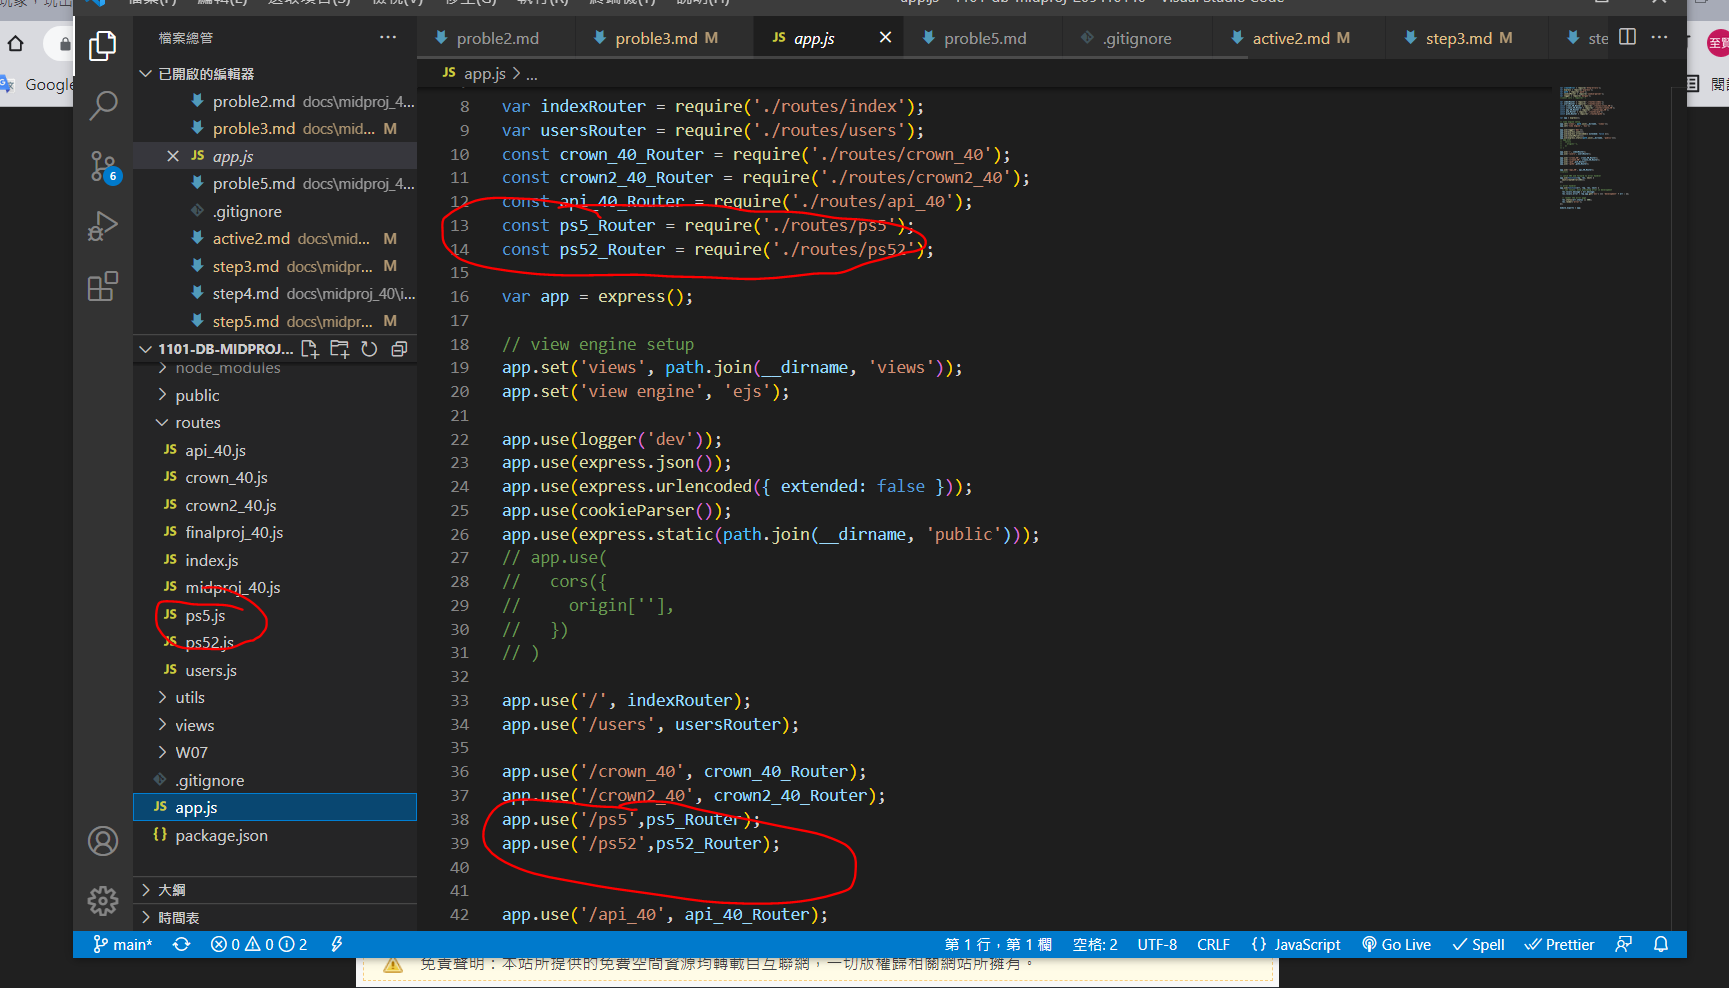 Google
檔案總管
已開啟的編輯器
proble2.md docs\midproj_4...
proble3.md docs\mid... M
JS app.js
proble5.md docs\midproj_4...
.gitignore
active2.md docs\mid... M
step3.md docs\midpr... M
step4.md docs\midproj_40\i...
step5.md docs\midpr... M
6
1101-DB-MIDPROJ...
node_modules
public
routes
JS api_40.js
JS crown_40.js
JS crown2_40.js
JS finalproj_40.js
JS index.js
JS midproj_40.js
JS ps5.js
JS ps52.js
JS users.js
utils
views
W07
.gitignore
JS app.js
{} package.json
大綱
時間表
proble2.md
proble3.md M
JS app.js
proble5.md
.gitignore
active2.md M
step3.md M
ste
JS app.js > ...
8 var indexRouter = require('./routes/index');
9 var usersRouter = require('./routes/users');
10 const crown_40_Router = require('./routes/crown_40');
11 const crown2_40_Router = require('./routes/crown2_40');
12 const api_40_Router = require('./routes/api_40');
13 const ps5_Router = require('./routes/ps5');
14 const ps52_Router = require('./routes/ps52');
15
16 var app = express();
17
18 // view engine setup
19 app.set('views', path.join(__dirname, 'views'));
20 app.set('view engine', 'ejs');
21
22 app.use(logger('dev'));
23 app.use(express.json());
24 app.use(express.urlencoded({ extended: false }));
25 app.use(cookieParser());
26 app.use(express.static(path.join(__dirname, 'public')));
27 // app.use(
28 //   cors({
29 //     origin[''],
30 //   })
31 // )
32
33 app.use('/', indexRouter);
34 app.use('/users', usersRouter);
35
36 app.use('/crown_40', crown_40_Router);
37 app.use('/crown2_40', crown2_40_Router);
38 app.use('/ps5',ps5_Router);
39 app.use('/ps52',ps52_Router);
40
41
42 app.use('/api_40', api_40_Router);
至賢
閱
main*
0 0 2
第 1 行，第 1 欄
空格: 2
UTF-8
CRLF
{} JavaScript
Go Live
Spell
Prettier
免責聲明：本站所提供的免費空間資源均轉載自互聯網，一切版權歸相關網站所擁有。